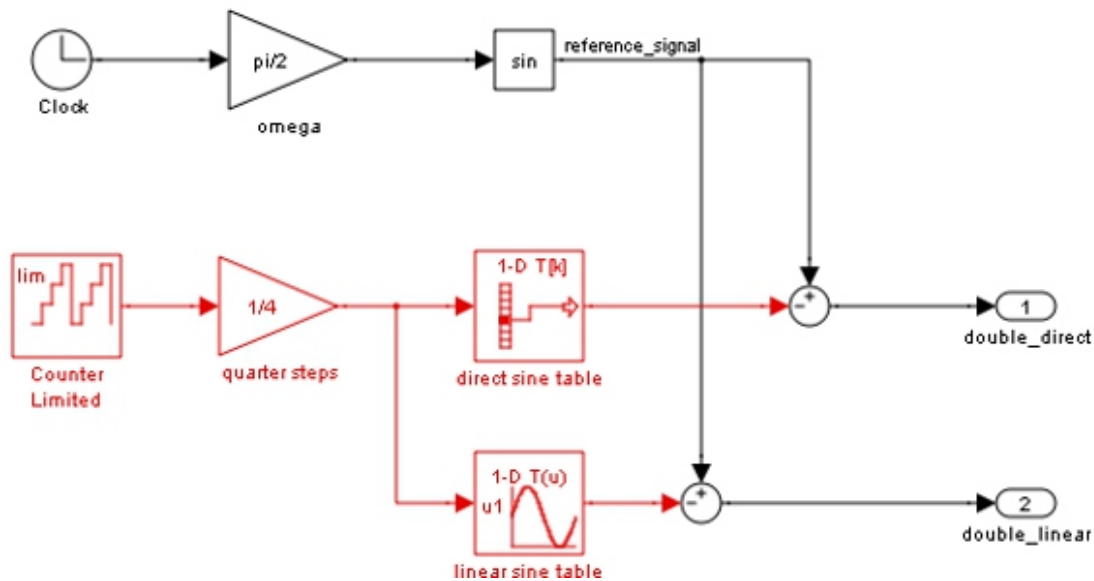 pi/2
sin
reference_signal
Clock
omega
lim
1/4
1-D T[k]
- +
1
double_direct
Counter
Limited
quarter steps
direct sine table
1-D T(u)
u1
- +
2
double_linear
linear sine table